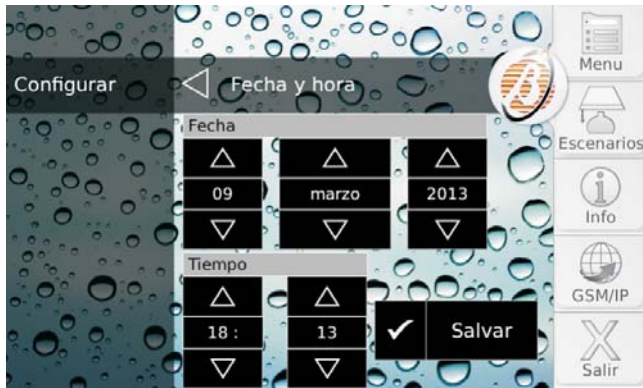 Configurar
Fecha y hora
Fecha
09 marzo 2013
Tiempo
18 : 13
Salvar
Menu
Escenarios
Info
GSM/IP
Salir